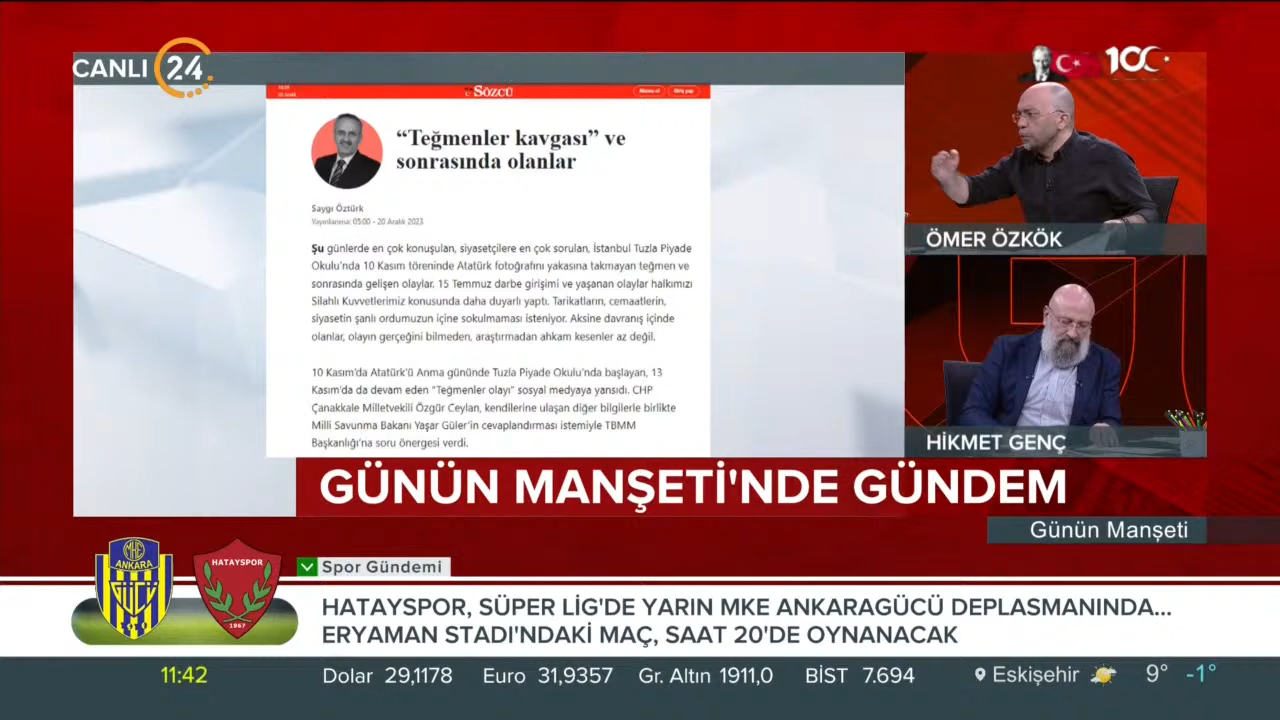 CANLI 24
100
SÖZCÜ
Abone ol
Giriş yap
“Teğmenler kavgası” ve
sonrasında olanlar
Saygı Öztürk
Yayınlanma: 05:00 - 20 Aralık 2023
Şu günlerde en çok konuşulan, siyasetçilere en çok sorulan, İstanbul Tuzla Piyade
Okulu’nda 10 Kasım töreninde Atatürk fotoğrafını yakasına takmayan teğmen ve
sonrasında gelişen olaylar. 15 Temmuz darbe girişimi ve yaşanan olaylar halkımızı
Silahlı Kuvvetlerimiz konusunda daha duyarlı yaptı. Tarikatların, cemaatlerin,
siyasetin şanlı ordumuzun içine sokulmaması isteniyor. Aksine davranış içinde
olanlar, olayın gerçeğini bilmeden, araştırmadan ahkam kesenler az değil.
10 Kasım’da Atatürk’ü Anma gününde Tuzla Piyade Okulu’nda başlayan, 13
Kasım’da da devam eden “Teğmenler olayı” sosyal medyaya yansıdı. CHP
Çanakkale Milletvekili Özgür Ceylan, kendilerine ulaşan diğer bilgilerle birlikte
Milli Savunma Bakanı Yaşar Güler’in cevaplandırması istemiyle TBMM
Başkanlığı’na soru önergesi verdi.
ÖMER ÖZKÖK
HİKMET GENÇ
GÜNÜN MANŞETİ'NDE GÜNDEM
Günün Manşeti
MKE
ANKARA
GÜCÜ
HATAYSPOR
1967
Spor Gündemi
HATAYSPOR, SÜPER LİG'DE YARIN MKE ANKARAGÜCÜ DEPLASMANINDA...
ERYAMAN STADI'NDAKİ MAÇ, SAAT 20'DE OYNANACAK
11:42 Dolar 29,1178 Euro 31,9357 Gr. Altın 1911,0 BİST 7.694 Eskişehir 9° -1°